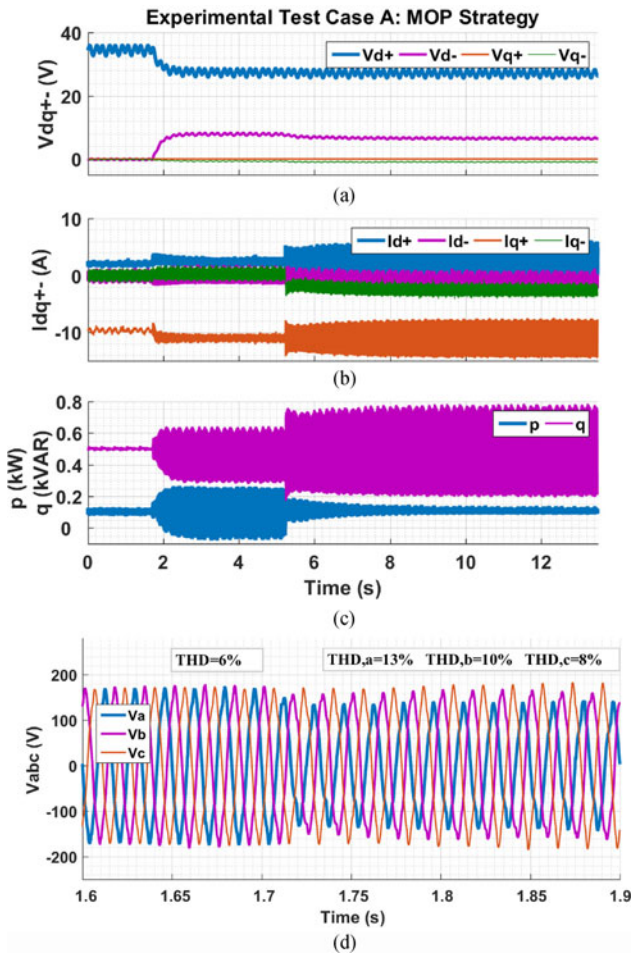 Experimental Test Case A: MOP Strategy
Vdq+- (V)
40
20
0
Vd+ Vd- Vq+ Vq-
(a)
Idq+- (A)
10
0
-10
Id+ Id- Iq+ Iq-
(b)
p (kW)
q (kVAR)
0.8
0.6
0.4
0.2
0
p q
0 2 4 6 8 10 12
Time (s)
(c)
Vabc (V)
200
100
0
-100
-200
THD=6% THD,a=13% THD,b=10% THD,c=8%
Va
Vb
Vc
1.6 1.65 1.7 1.75 1.8 1.85 1.9
Time (s)
(d)